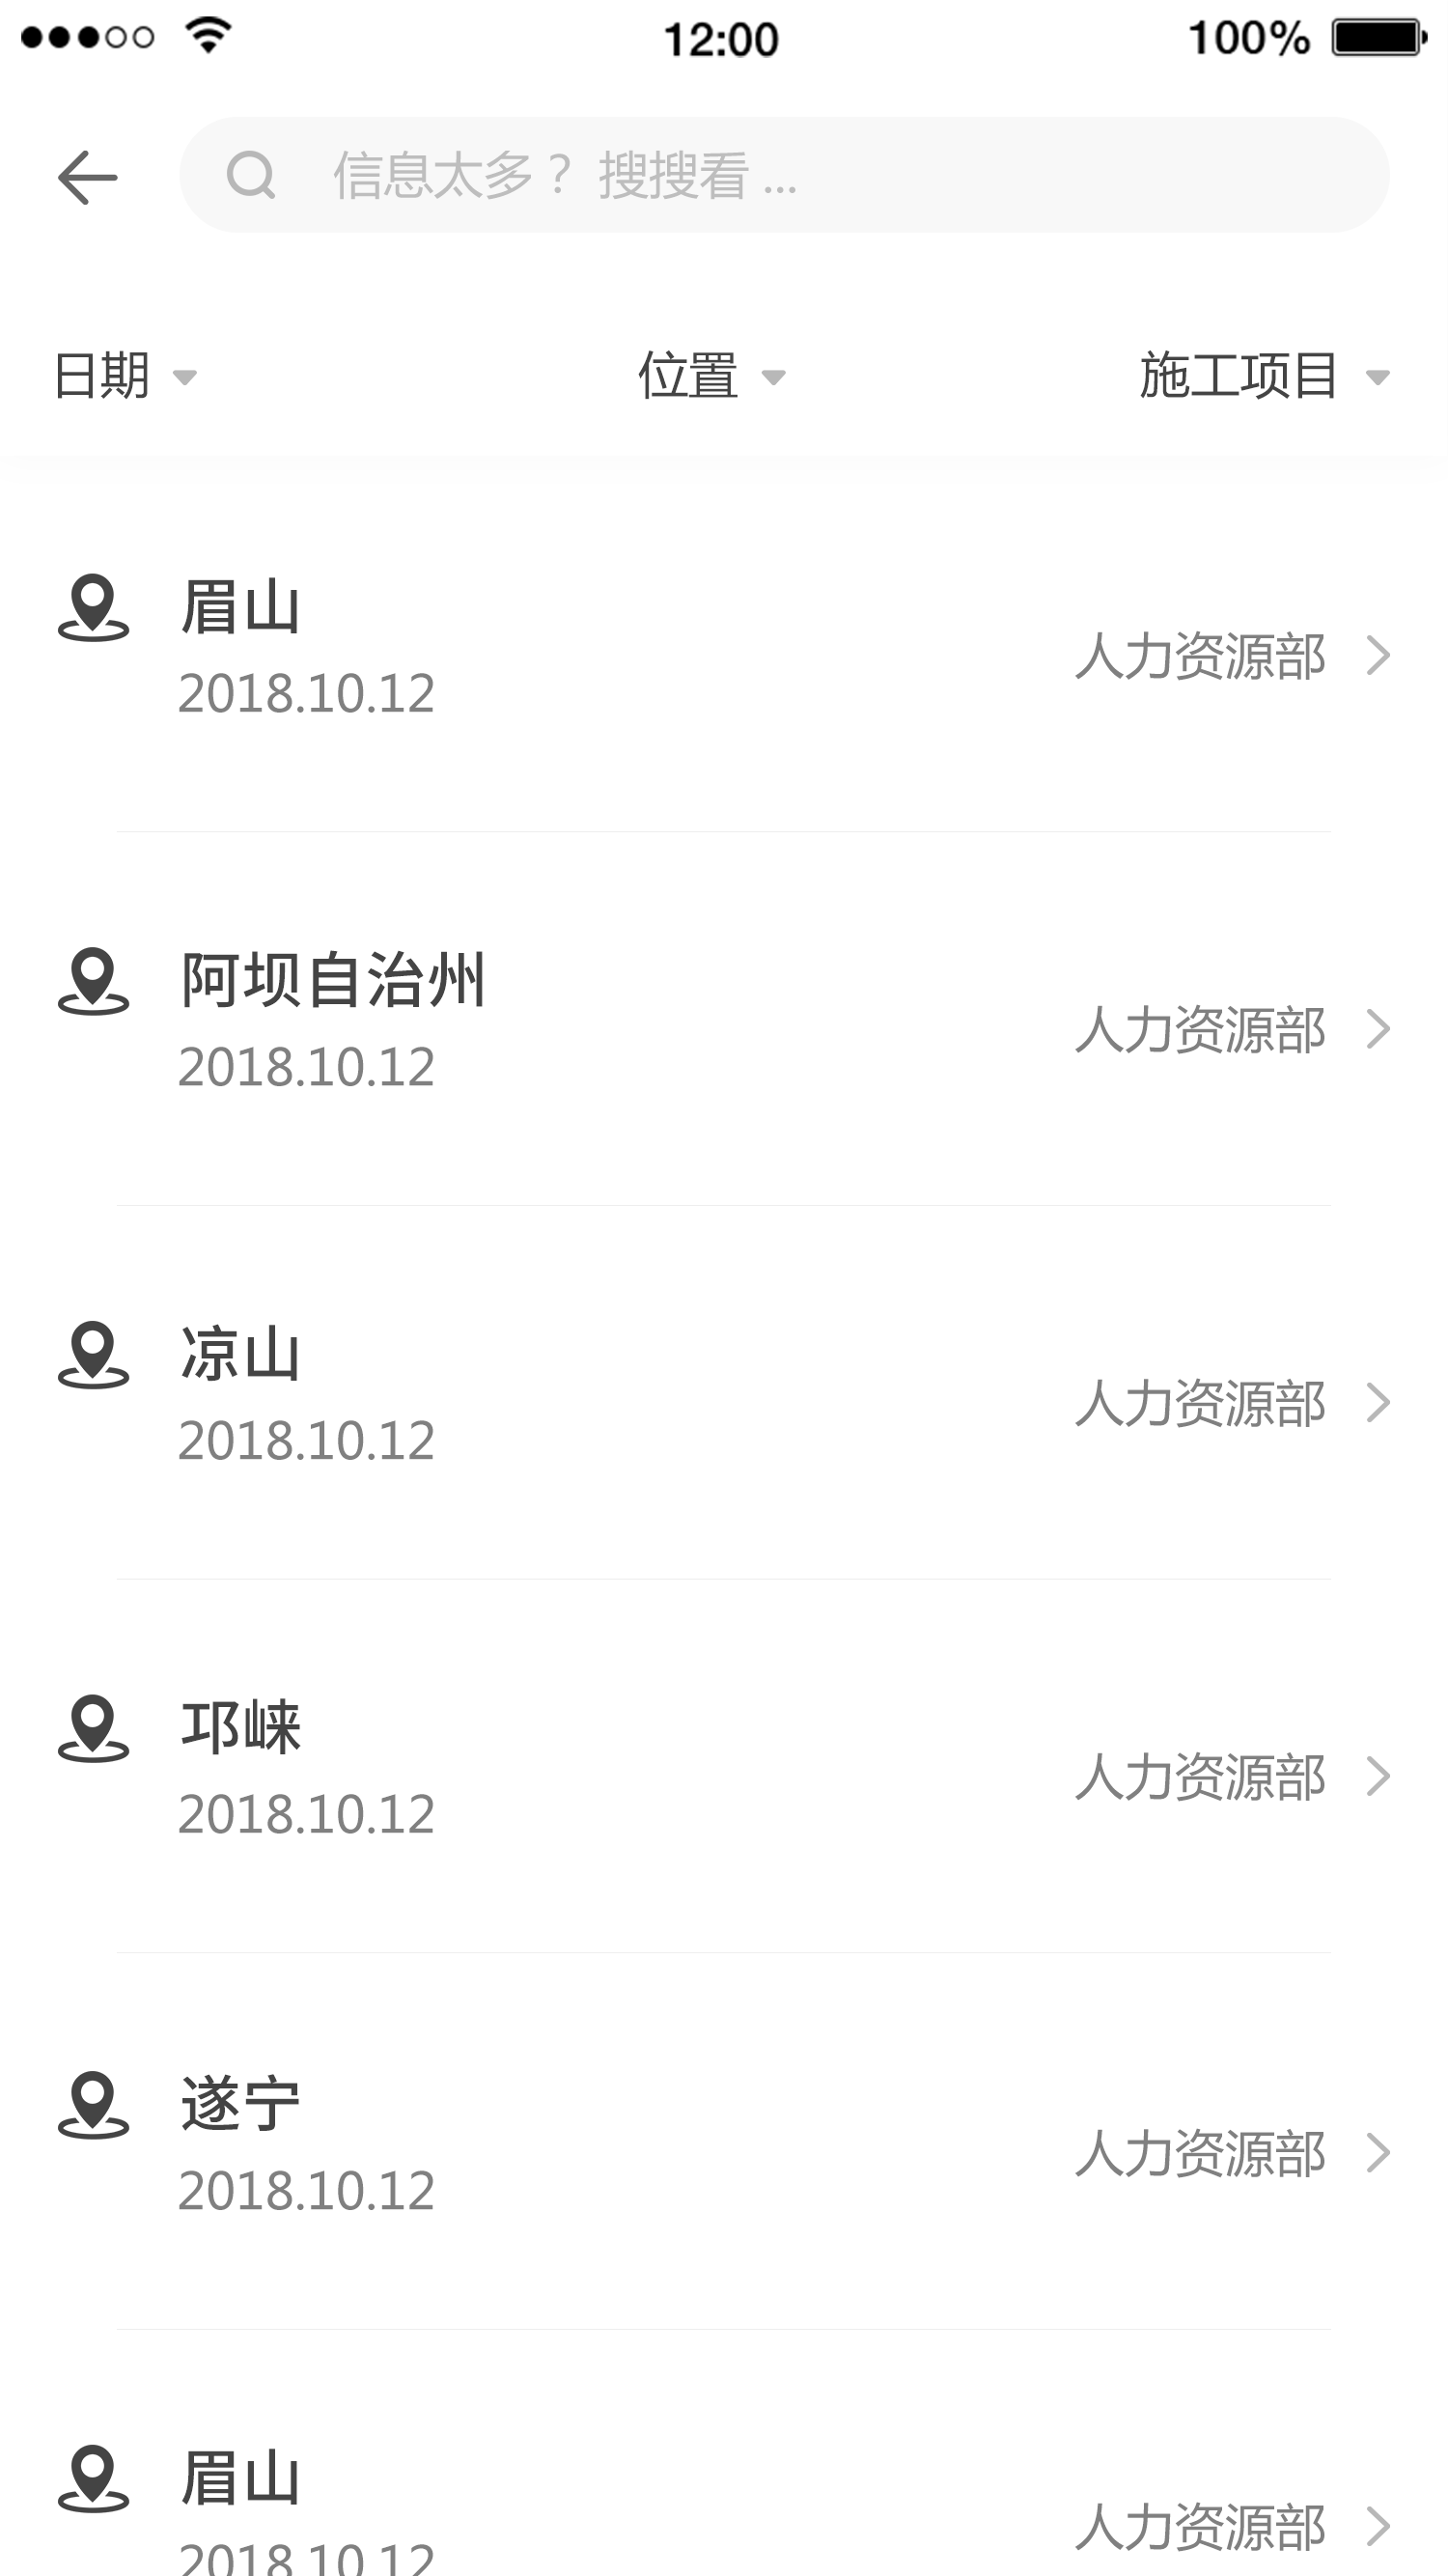 12:00
100%
信息太多？ 搜搜看 ...
日期
位置
施工项目
眉山
人力资源部
2018.10.12
阿坝自治州
人力资源部
2018.10.12
凉山
人力资源部
2018.10.12
邛崃
人力资源部
2018.10.12
遂宁
人力资源部
2018.10.12
眉山
人力资源部
2018.10.12